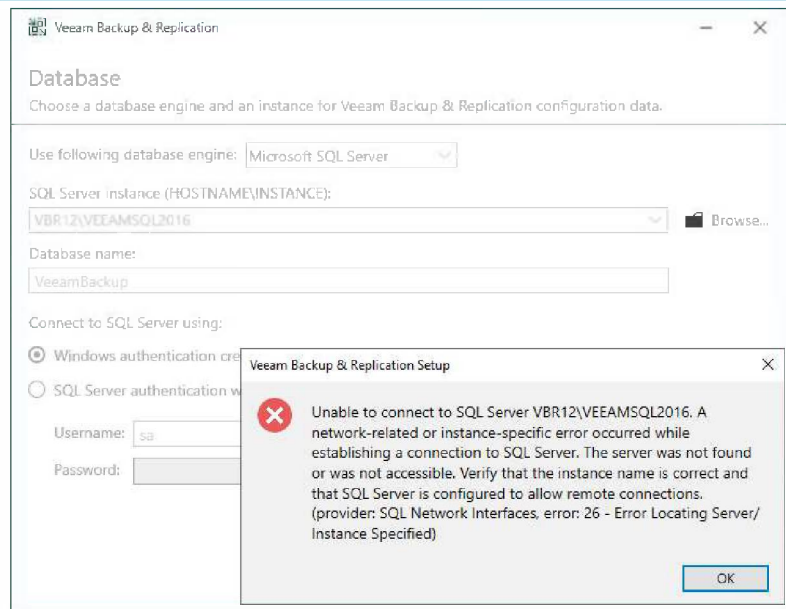 Veeam Backup & Replication
Database
Choose a database engine and an instance for Veeam Backup & Replication configuration data.
Use following database engine: Microsoft SQL Server
SQL Server instance (HOSTNAME\INSTANCE):
VBR12\VEEAMSQL2016
Browse...
Database name:
VeeamBackup
Connect to SQL Server using:
Windows authentication cre
SQL Server authentication w
Username: sa
Password:
Veeam Backup & Replication Setup
Unable to connect to SQL Server VBR12\VEEAMSQL2016. A
network-related or instance-specific error occurred while
establishing a connection to SQL Server. The server was not found
or was not accessible. Verify that the instance name is correct and
that SQL Server is configured to allow remote connections.
(provider: SQL Network Interfaces, error: 26 - Error Locating Server/
Instance Specified)
OK